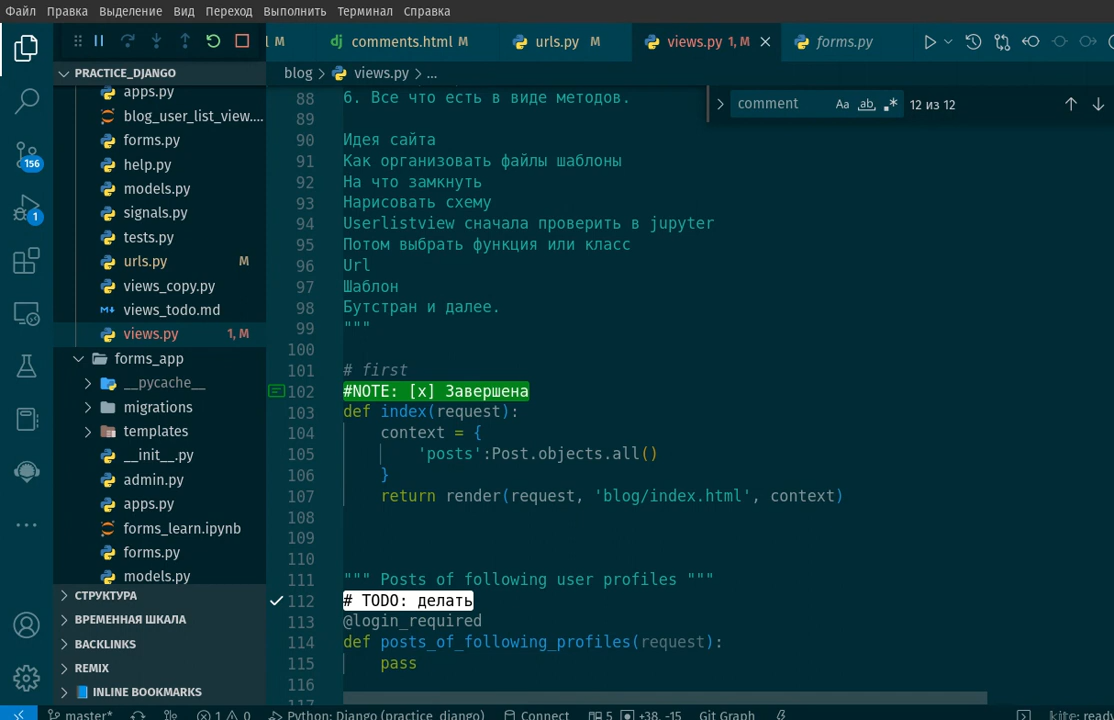 Файл Правка Выделение Вид Переход Выполнить Терминал Справка
l M comments.html M urls.py M views.py 1, M forms.py
PRACTICE_DJANGO
blog > views.py > ...
comment Aa ab, .* 12 из 12
apps.py
blog_user_list_view....
forms.py
help.py
models.py
signals.py
tests.py
urls.py M
views_copy.py
views_todo.md
views.py 1, M
forms_app
__pycache__
migrations
templates
__init__.py
admin.py
apps.py
forms_learn.ipynb
forms.py
models.py
СТРУКТУРА
ВРЕМЕННАЯ ШКАЛА
BACKLINKS
REMIX
INLINE BOOKMARKS
156
1
88 6. Все что есть в виде методов.
89
90 Идея сайта
91 Как организовать файлы шаблоны
92 На что замкнуть
93 Нарисовать схему
94 Userlistview сначала проверить в jupyter
95 Потом выбрать функция или класс
96 Url
97 Шаблон
98 Бутстран и далее.
99 """
100
101 # first
102 #NOTE: [x] Завершена
103 def index(request):
104 context = {
105 'posts':Post.objects.all()
106 }
107 return render(request, 'blog/index.html', context)
108
109
110
111 """ Posts of following user profiles """
112 # TODO: делать
113 @login_required
114 def posts_of_following_profiles(request):
115 pass
116
117
master* 1 0 Python: Django (practice_django) Connect 5 +38, -15 Git Graph kite: ready